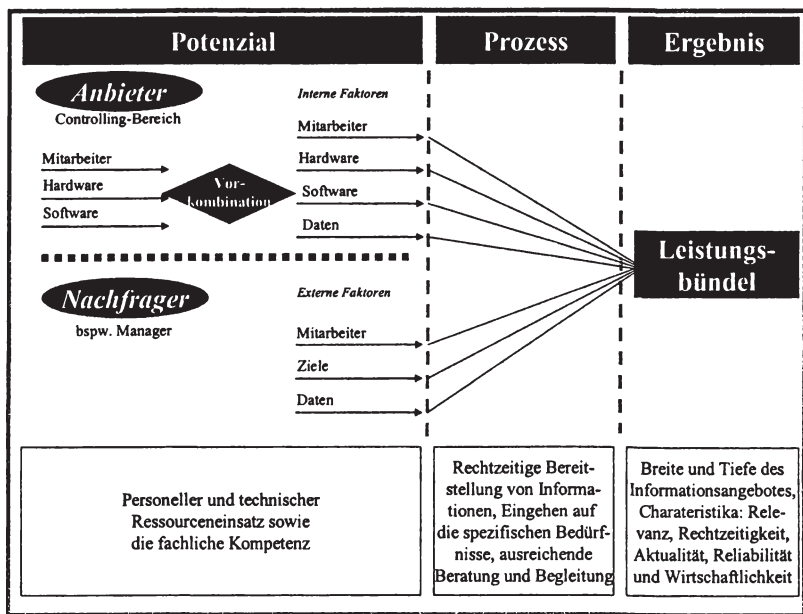 Potenzial
Prozess
Ergebnis
Anbieter
Controlling-Bereich
Mitarbeiter
Hardware
Software
Vor-
kombination
Interne Faktoren
Mitarbeiter
Hardware
Software
Daten
Nachfrager
bspw. Manager
Externe Faktoren
Mitarbeiter
Ziele
Daten
Leistungs-
bündel
Personeller und technischer
Ressourceneinsatz sowie
die fachliche Kompetenz
Rechtzeitige Bereit-
stellung von Informa-
tionen, Eingehen auf
die spezifischen Bedürf-
nisse, ausreichende
Beratung und Begleitung
Breite und Tiefe des
Informationsangebotes,
Charateristika: Rele-
vanz, Rechtzeitigkeit,
Aktualität, Reliabilität
und Wirtschaftlichkeit